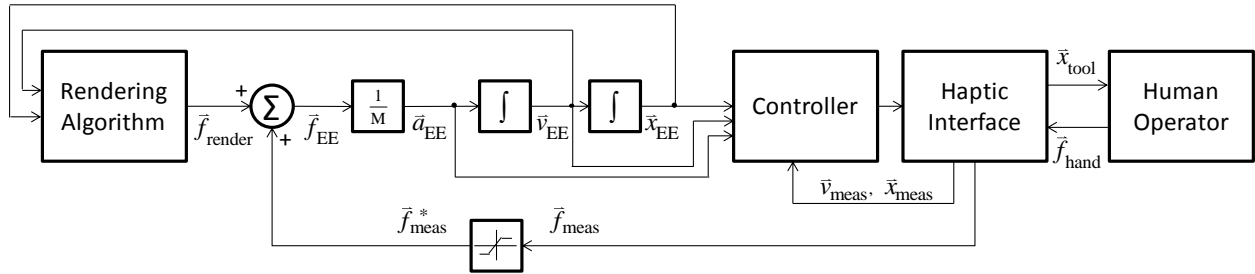 Rendering
Algorithm
+
f⃗render
Σ
+
f⃗EE
1
M
a⃗EE
∫
v⃗EE
∫
x⃗EE
Controller
Haptic
Interface
x⃗tool
f⃗hand
Human
Operator
v⃗meas, x⃗meas
f⃗*meas
f⃗meas